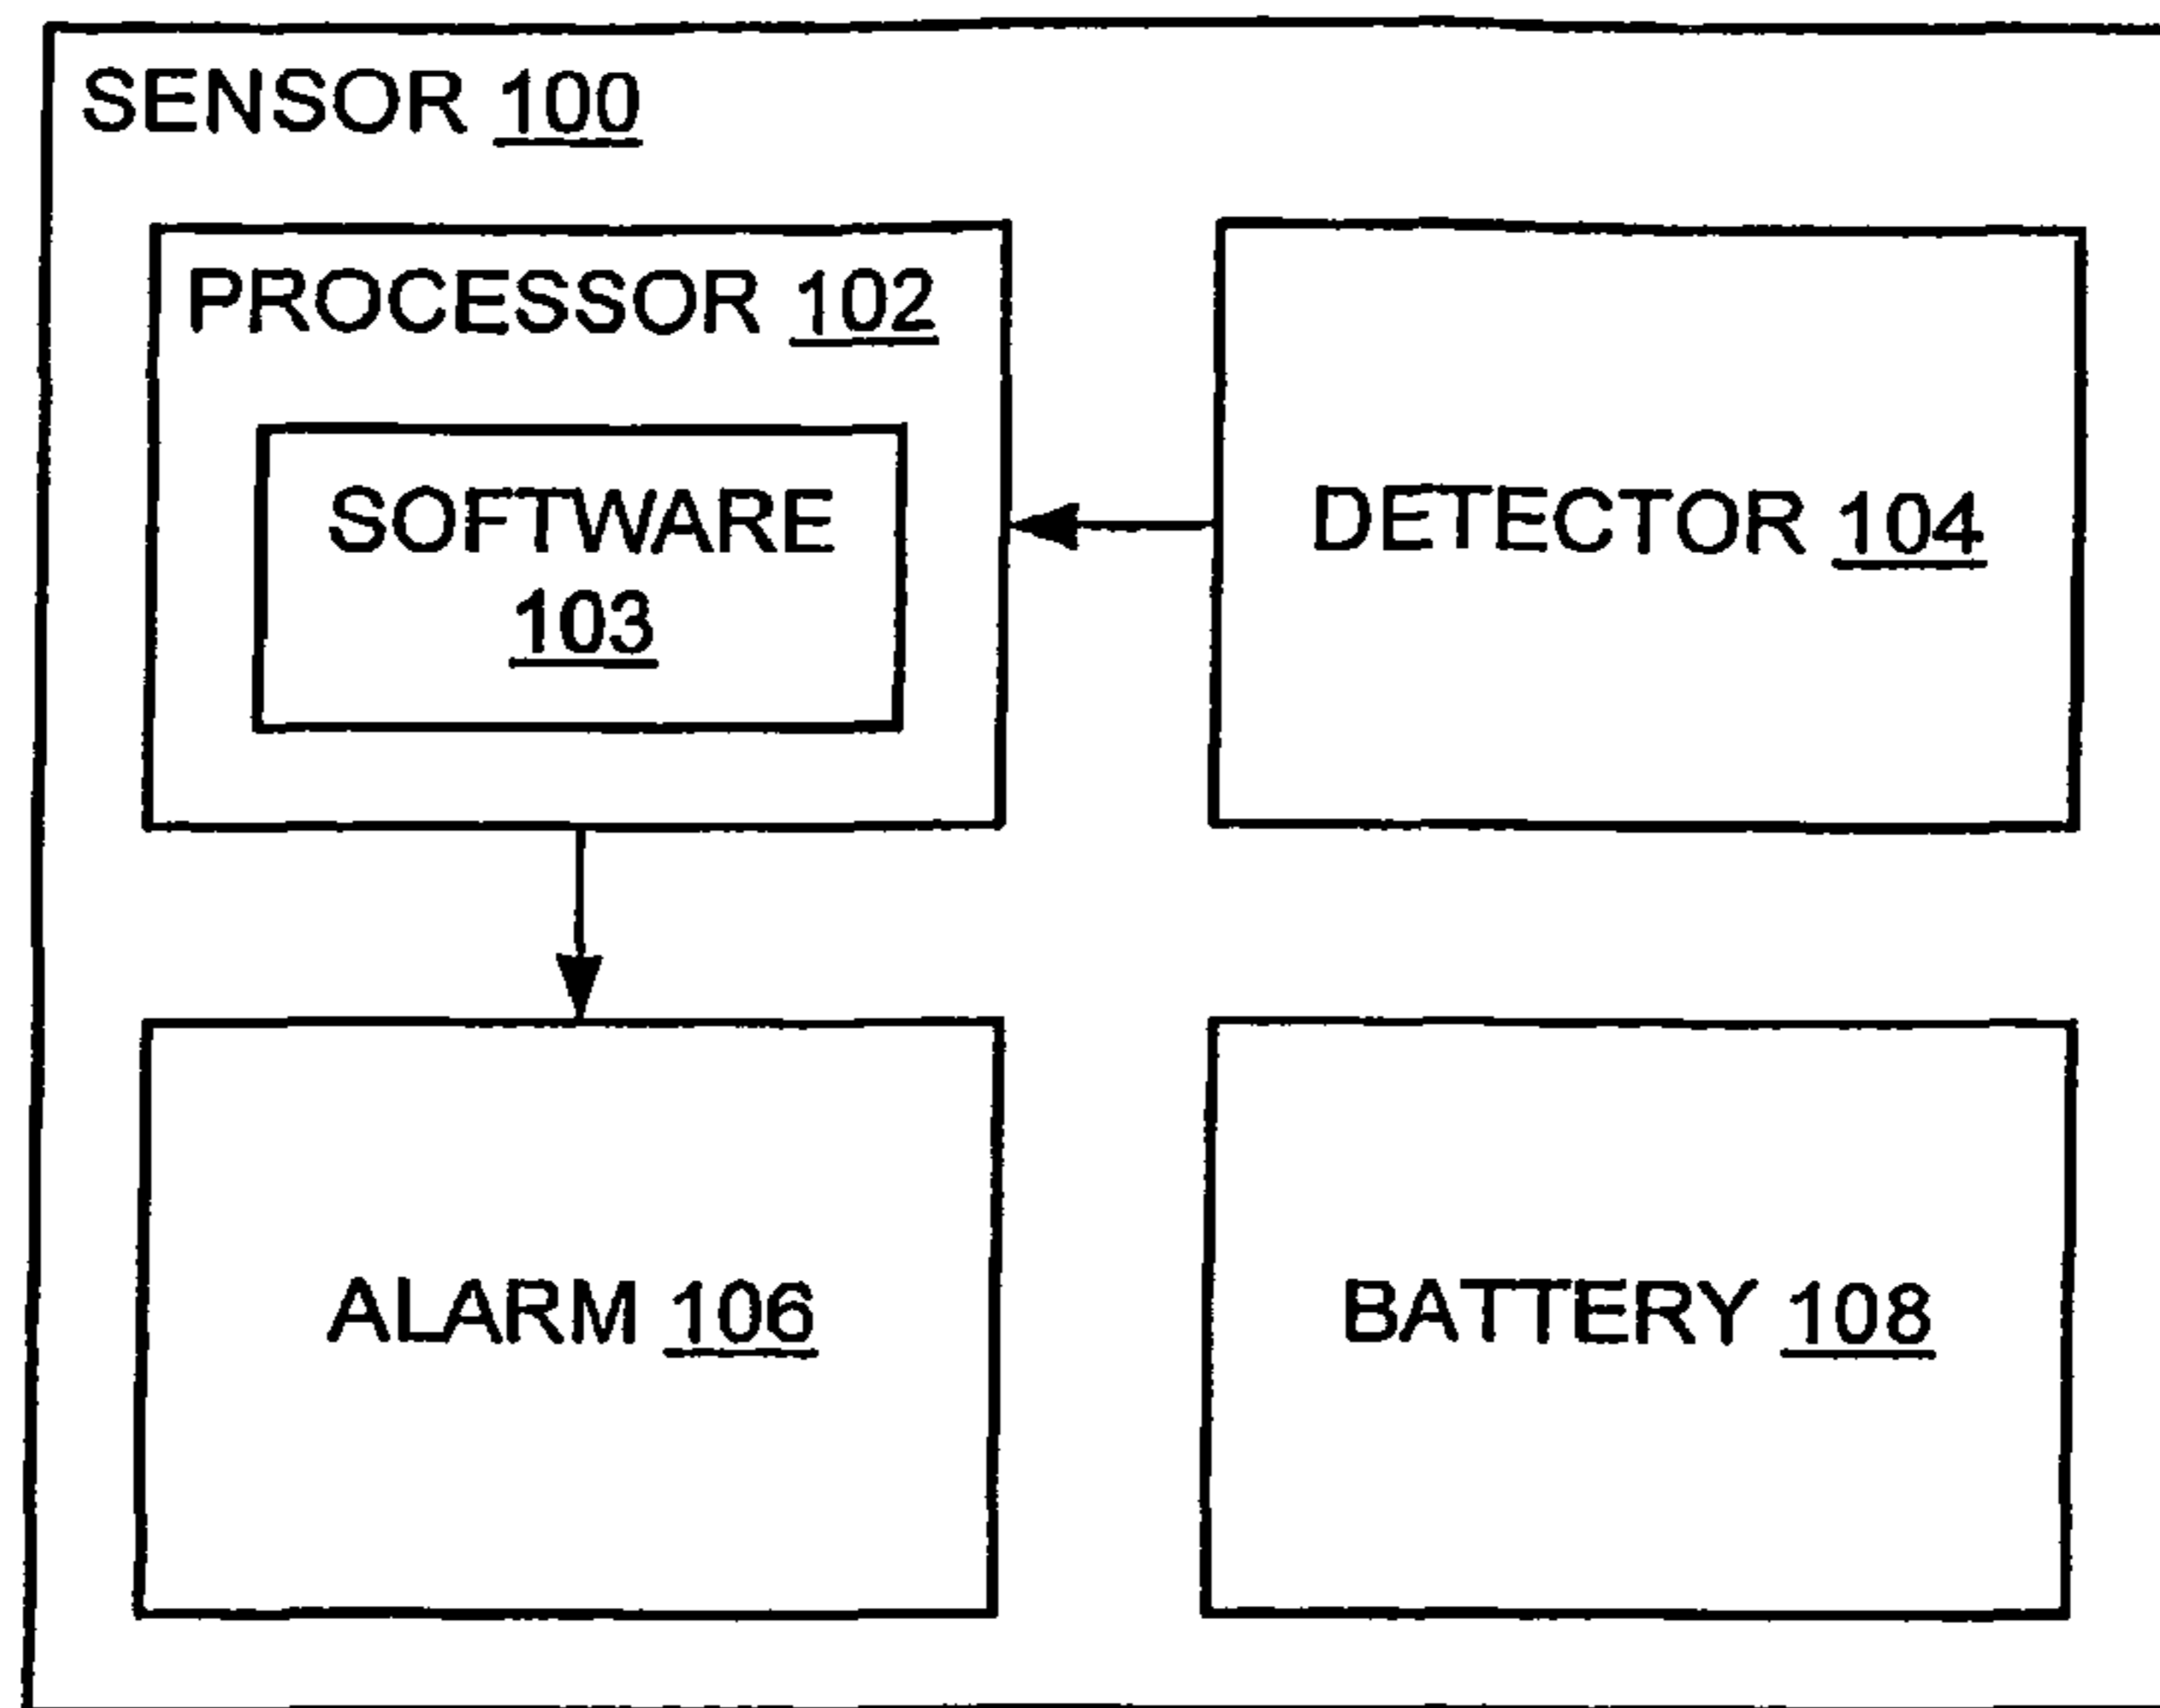 SENSOR 100
PROCESSOR 102
SOFTWARE
103
DETECTOR 104
ALARM 106
BATTERY 108